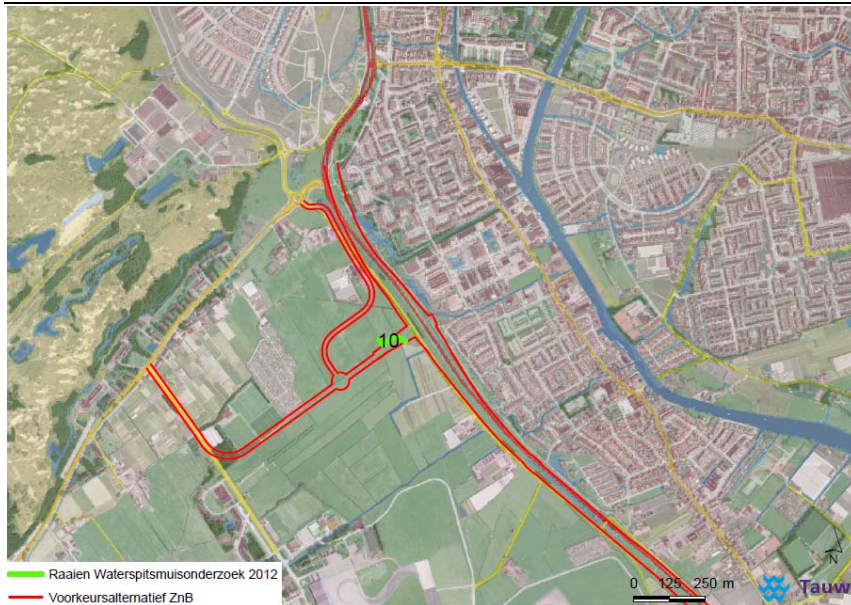 10
Raaien Waterspitsmuisonderzoek 2012
Voorkeursalternatief ZnB
0 125 250 m
N
Tauw